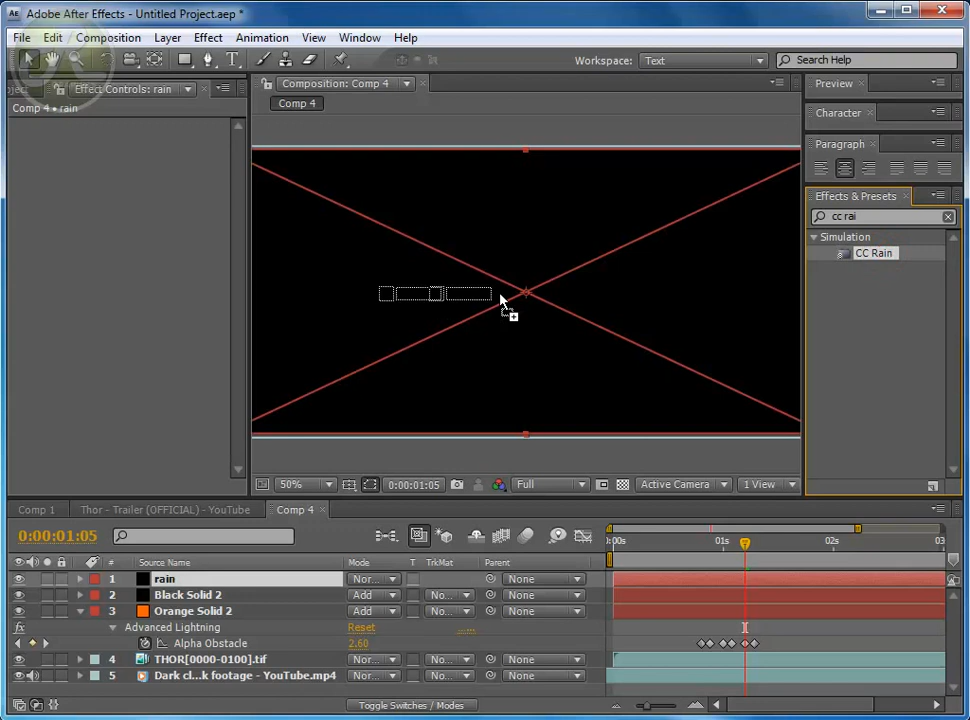 Adobe After Effects - Untitled Project.aep *
File Edit Composition Layer Effect Animation View Window Help
Workspace: Text Search Help
Effect Controls: rain
Comp 4 • rain
Composition: Comp 4
Comp 4
Preview
Character
Paragraph
Effects & Presets
cc rai
Simulation
CC Rain
50% 0:00:01:05 Full Active Camera 1 View
Comp 1 Thor - Trailer (OFFICIAL) - YouTube Comp 4
0:00:01:05
:00s 01s 02s 03
# Source Name Mode T TrkMat Parent
1 rain Nor... None
2 Black Solid 2 Add No... None
3 Orange Solid 2 Add No... None
fx Advanced Lightning Reset ...
Alpha Obstacle 2.60
4 THOR[0000-0100].tif Nor... No... None
5 Dark cl...k footage - YouTube.mp4 Nor... No... None
Toggle Switches / Modes